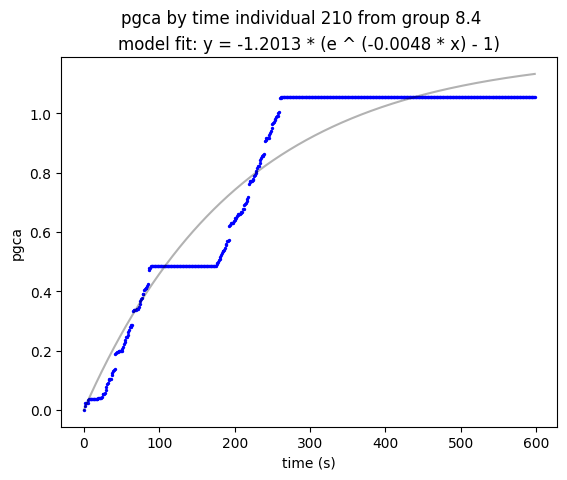 pgca by time individual 210 from group 8.4
model fit: y = -1.2013 * (e ^ (-0.0048 * x) - 1)
1.0
0.8
0.6
0.4
0.2
0.0
pgca
0 100 200 300 400 500 600
time (s)